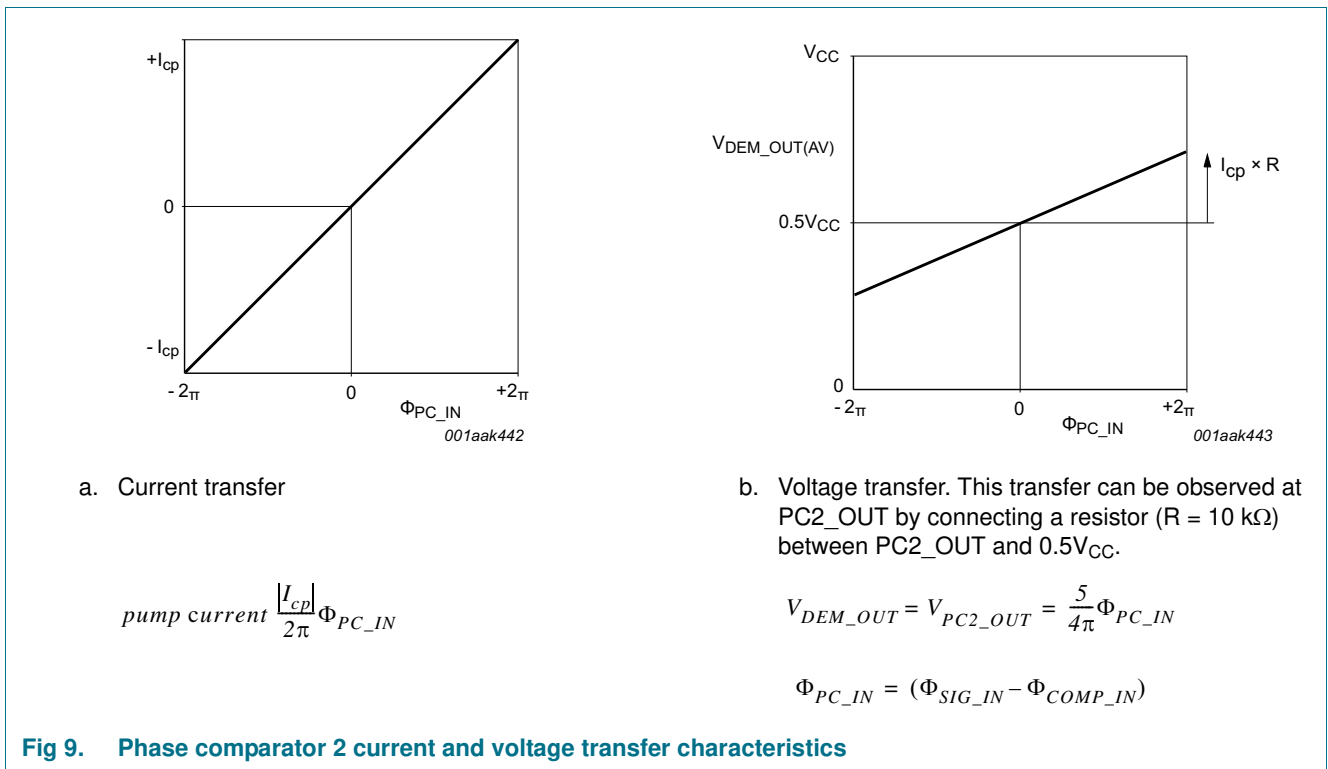 +Icp
0
- Icp
- 2π
0
+2π
ΦPC_IN
001aak442
VCC
VDEM_OUT(AV)
0.5VCC
0
- 2π
0
+2π
ΦPC_IN
Icp × R
001aak443
a. Current transfer
pump current |Icp|/2π ΦPC_IN
b. Voltage transfer. This transfer can be observed at
PC2_OUT by connecting a resistor (R = 10 kΩ)
between PC2_OUT and 0.5VCC.
VDEM_OUT = VPC2_OUT = 5/4π ΦPC_IN
ΦPC_IN = (ΦSIG_IN – ΦCOMP_IN)
Fig 9. Phase comparator 2 current and voltage transfer characteristics